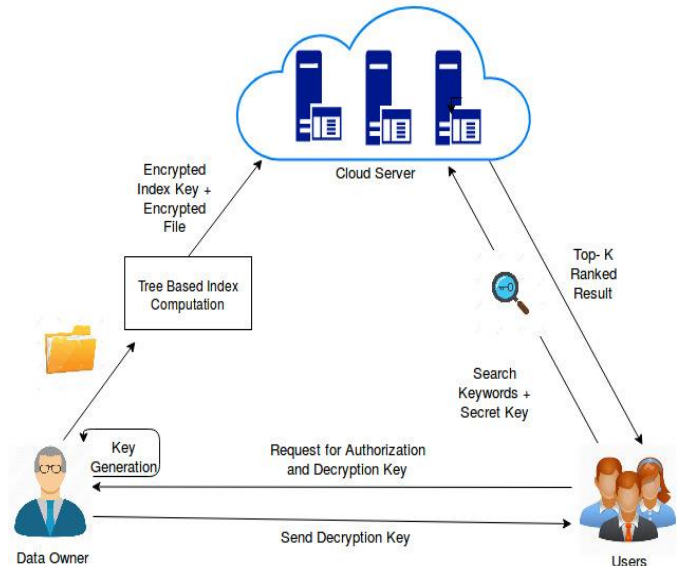 Cloud Server
Encrypted
Index Key +
Encrypted
File
Tree Based Index
Computation
Top- K
Ranked
Result
Search
Keywords +
Secret Key
Key
Generation
Request for Authorization
and Decryption Key
Send Decryption Key
Data Owner
Users